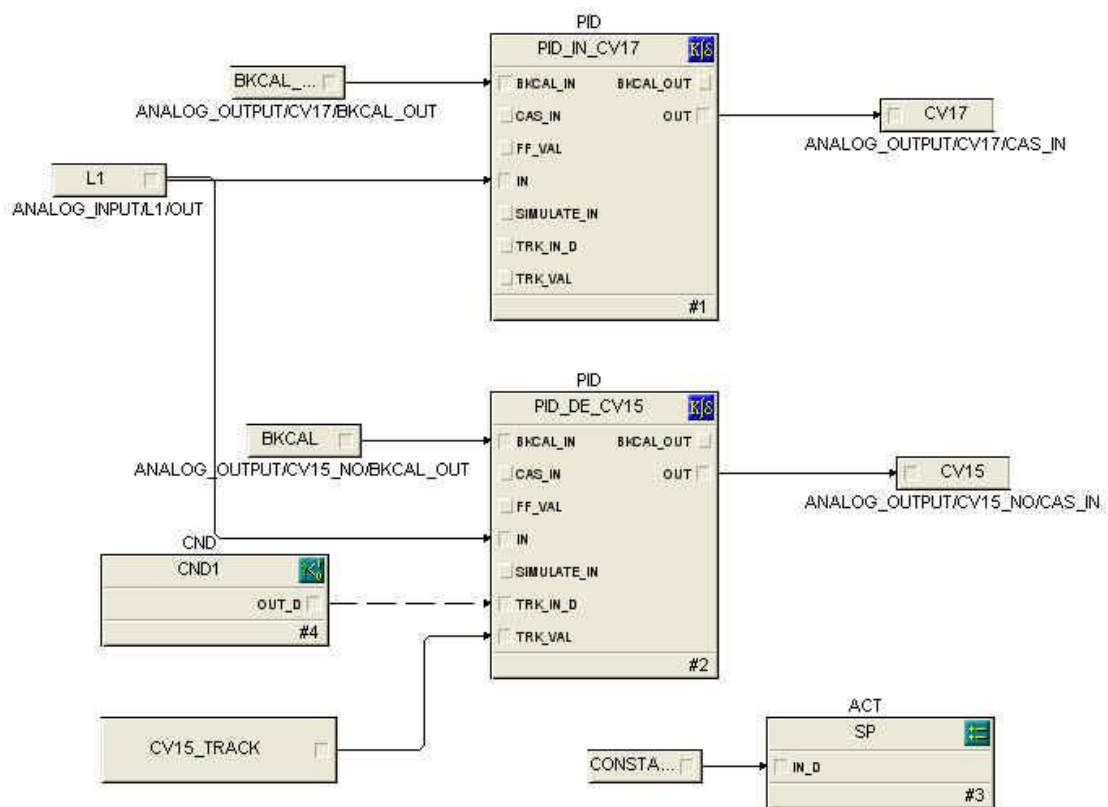 PID
PID_IN_CV17
BKCAL_...
BKCAL_IN
BKCAL_OUT
ANALOG_OUTPUT/CV17/BKCAL_OUT
CAS_IN
OUT
CV17
ANALOG_OUTPUT/CV17/CAS_IN
FF_VAL
L1
IN
ANALOG_INPUT/L1/OUT
SIMULATE_IN
TRK_IN_D
TRK_VAL
#1
PID
PID_DE_CV15
BKCAL
BKCAL_IN
BKCAL_OUT
ANALOG_OUTPUT/CV15_NO/BKCAL_OUT
CAS_IN
OUT
CV15
ANALOG_OUTPUT/CV15_NO/CAS_IN
FF_VAL
IN
CND
CND1
SIMULATE_IN
OUT_D
TRK_IN_D
#4
TRK_VAL
#2
ACT
SP
CV15_TRACK
CONSTA...
IN_D
#3